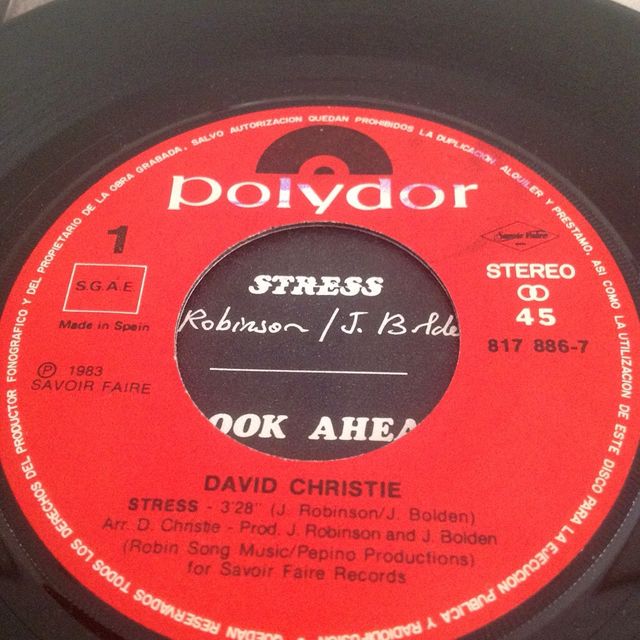 DEL PRODUCTOR FONOGRAFICO Y DEL PROPIETARIO DE LA OBRA GRABADA. SALVO AUTORIZACION QUEDAN PROHIBIDOS LA DUPLICACION, ALQUILER Y PRESTAMO, ASI COMO LA UTILIZACION DE ESTE DISCO PARA LA EJECUCION PUBLICA Y RADIODIFUSION
QUEDAN RESERVADOS TODOS LOS DERECHOS
polydor
1
S.G.A.E.
Made in Spain
℗ 1983
SAVOIR FAIRE
STEREO
45
817 886-7
STRESS
Robinson / J. Bolde
OOK AHEA
DAVID CHRISTIE
STRESS - 3'28" (J. Robinson/J. Bolden)
Arr. D. Christie - Prod. J. Robinson and J. Bolden
(Robin Song Music/Pepino Productions)
for Savoir Faire Records